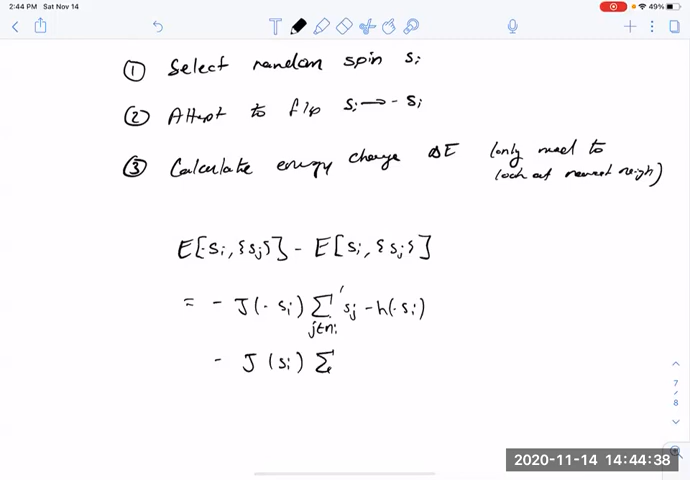 2:44 PM Sat Nov 14
49%
① Select random spin Si
② Attept to flip Si → - Si
③ Calculate energy change ΔE (only need to
look at nearest neigh)
E[-Si, {Sj}] - E[Si, {Sj}]
= - J(-Si) Σ' Sj - h(-Si)
j∈ni
- J (Si) Σ
7
/
8
2020-11-14 14:44:38